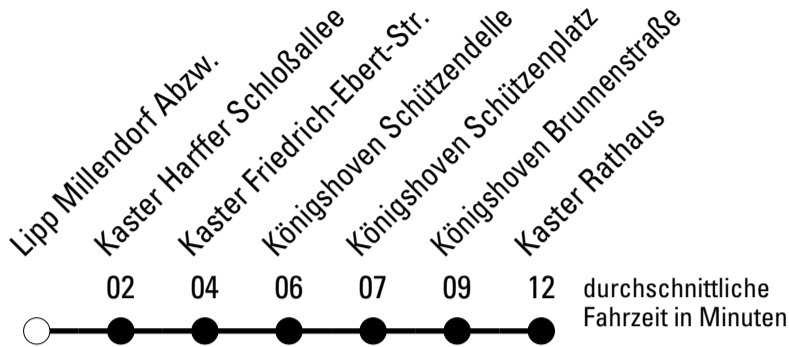 Lipp Millendorf Abzw.
Kaster Harffer Schloßallee
Kaster Friedrich-Ebert-Str.
Königshoven Schützendelle
Königshoven Schützenplatz
Königshoven Brunnenstraße
Kaster Rathaus
02 04 06 07 09 12 durchschnittliche
Fahrzeit in Minuten